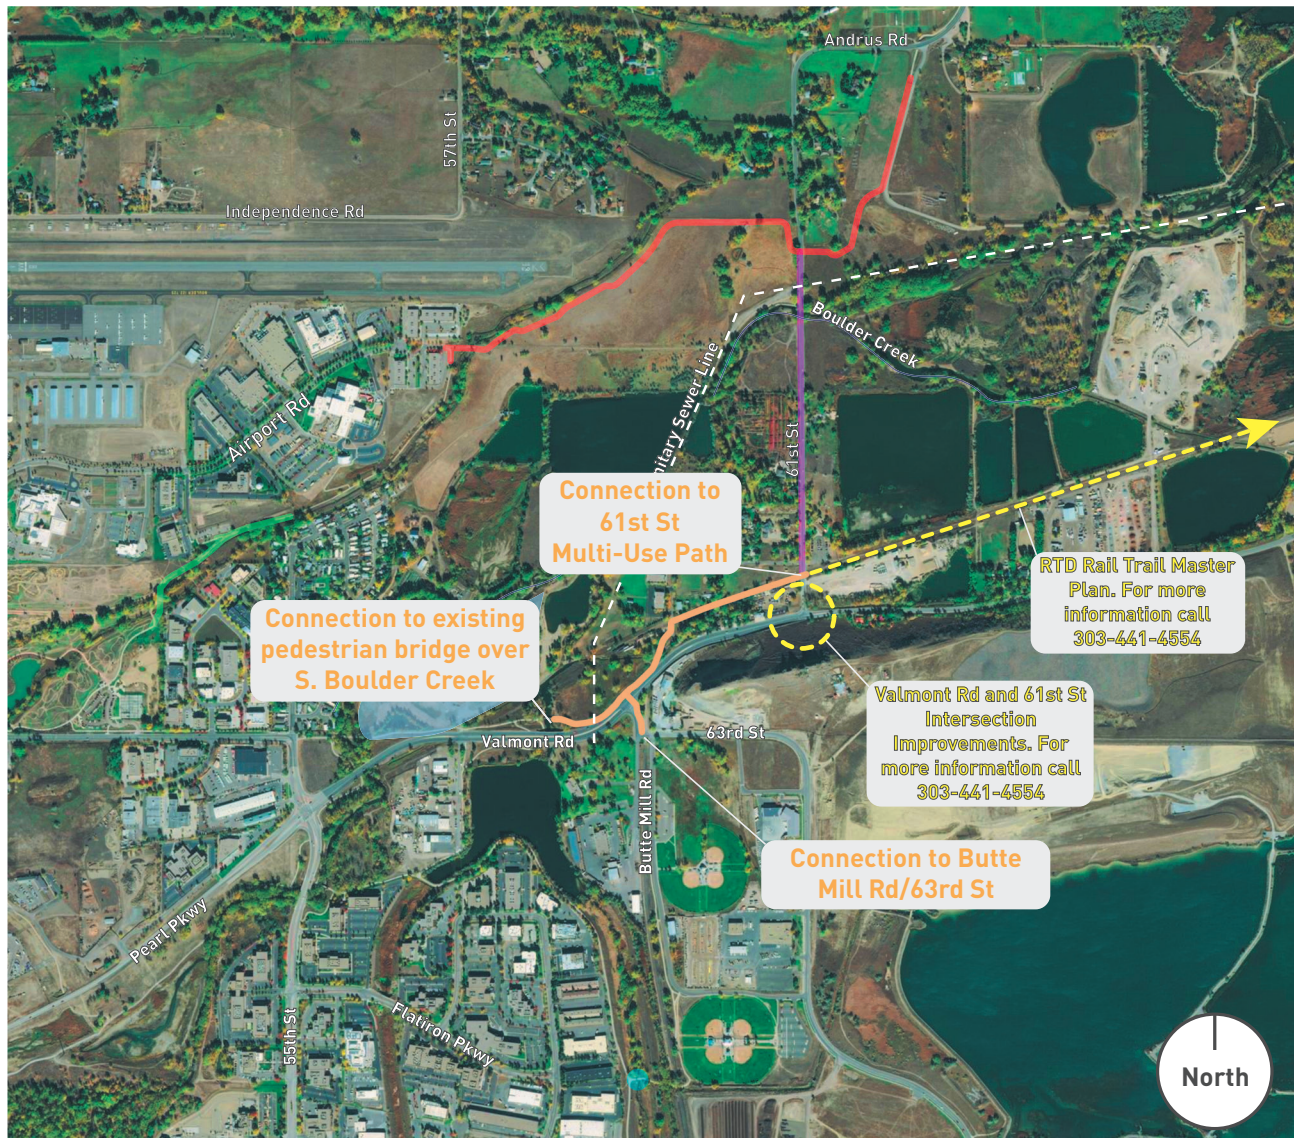 Andrus Rd
57th St
Independence Rd
Boulder Creek
Sanitary Sewer Line
Airport Rd
61st St
Connection to
61st St
Multi-Use Path
RTD Rail Trail Master
Plan. For more
information call
303-441-4554
Connection to existing
pedestrian bridge over
S. Boulder Creek
Valmont Rd and 61st St
Intersection
Improvements. For
more information call
303-441-4554
Valmont Rd
63rd St
Butte Mill Rd
Connection to Butte
Mill Rd/63rd St
Pearl Pkwy
55th St
Flatiron Pkwy
North